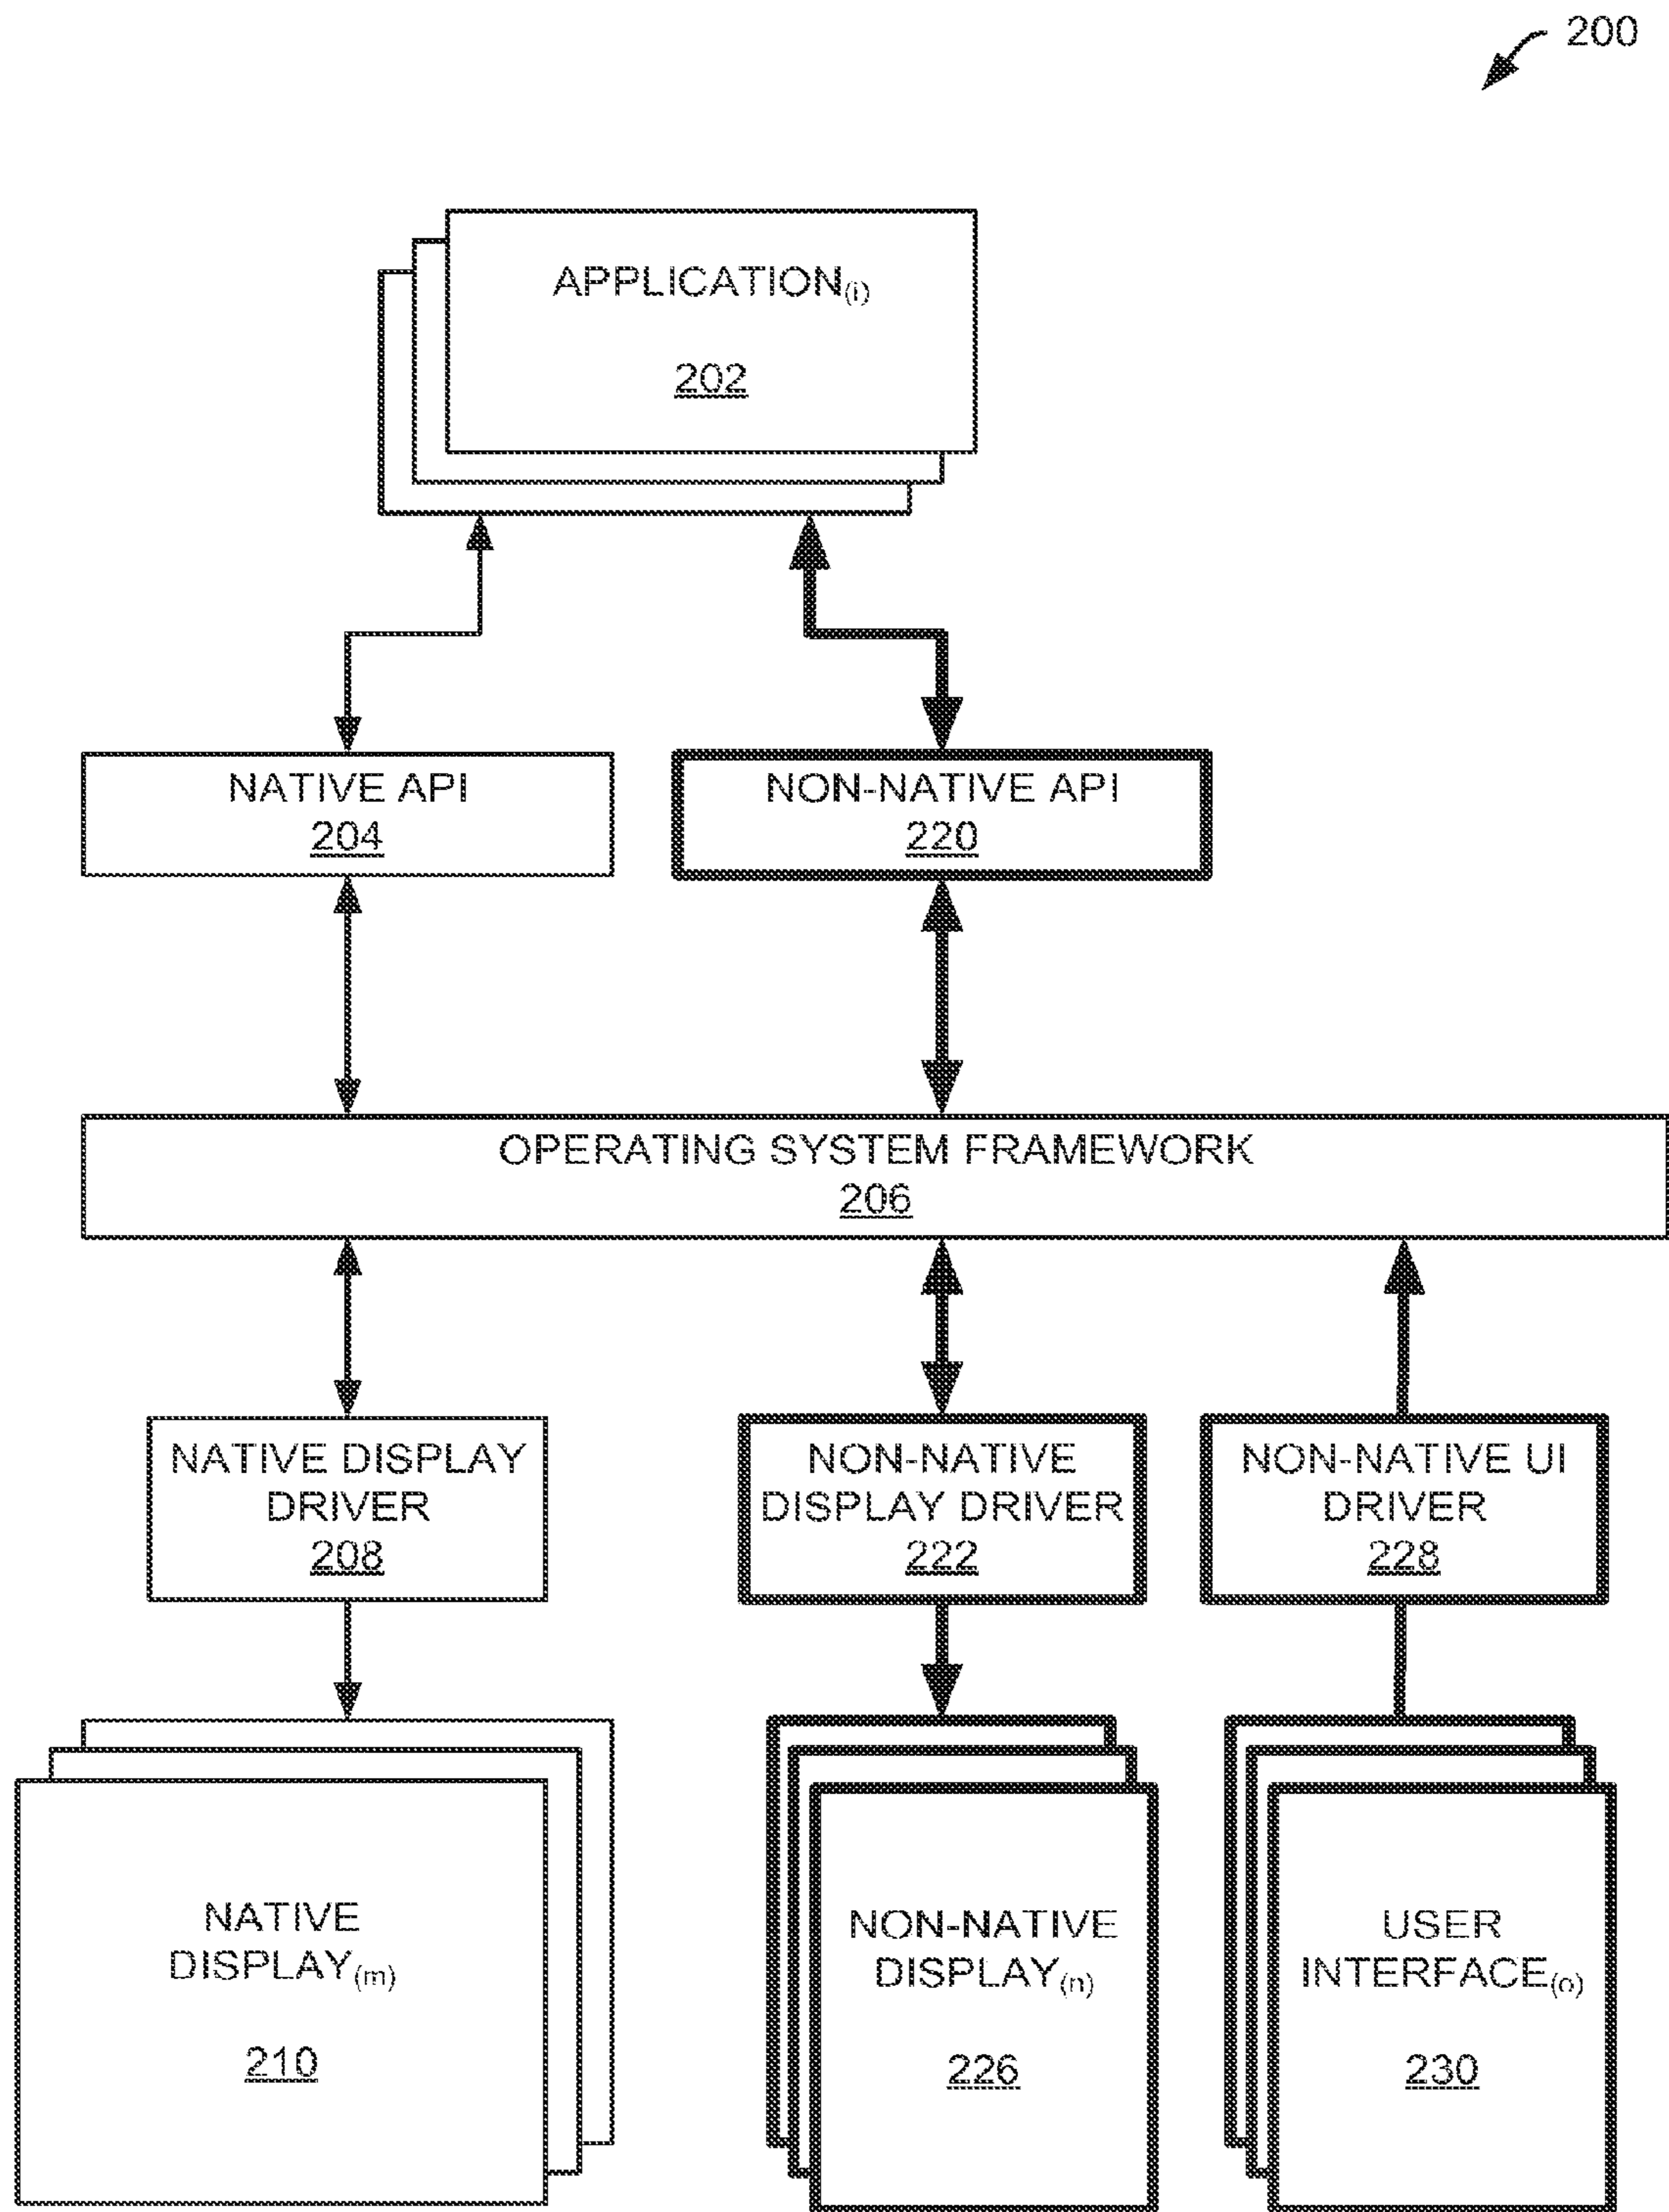 200
APPLICATION(i)
202
NATIVE API
204
NON-NATIVE API
220
OPERATING SYSTEM FRAMEWORK
206
NATIVE DISPLAY
DRIVER
208
NON-NATIVE
DISPLAY DRIVER
222
NON-NATIVE UI
DRIVER
228
NATIVE
DISPLAY(m)
210
NON-NATIVE
DISPLAY(n)
226
USER
INTERFACE(o)
230